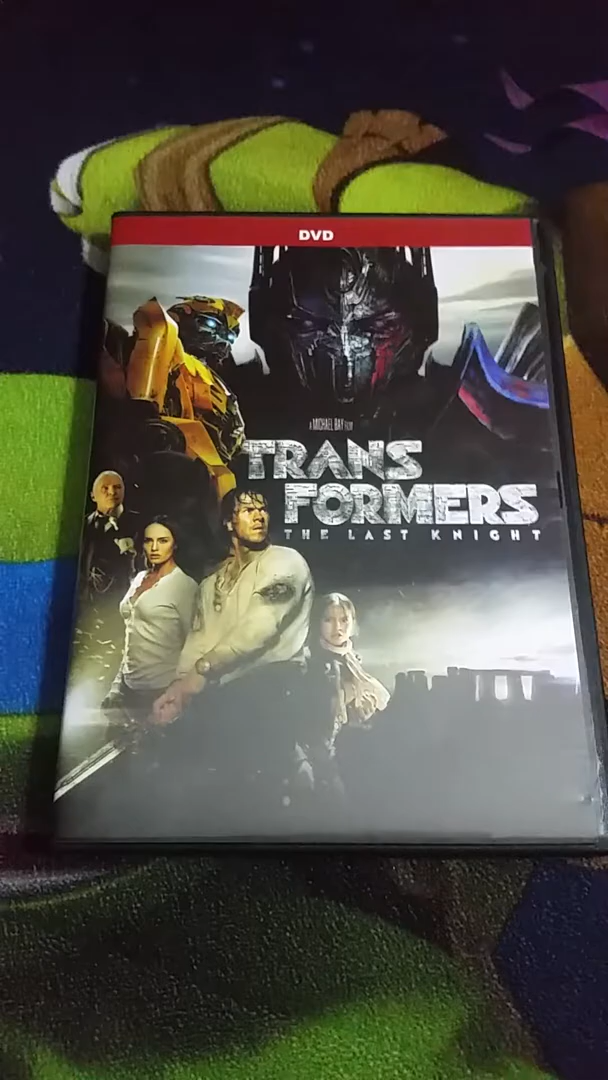 DVD
A MICHAEL BAY FILM
TRANS
FORMERS
THE LAST KNIGHT